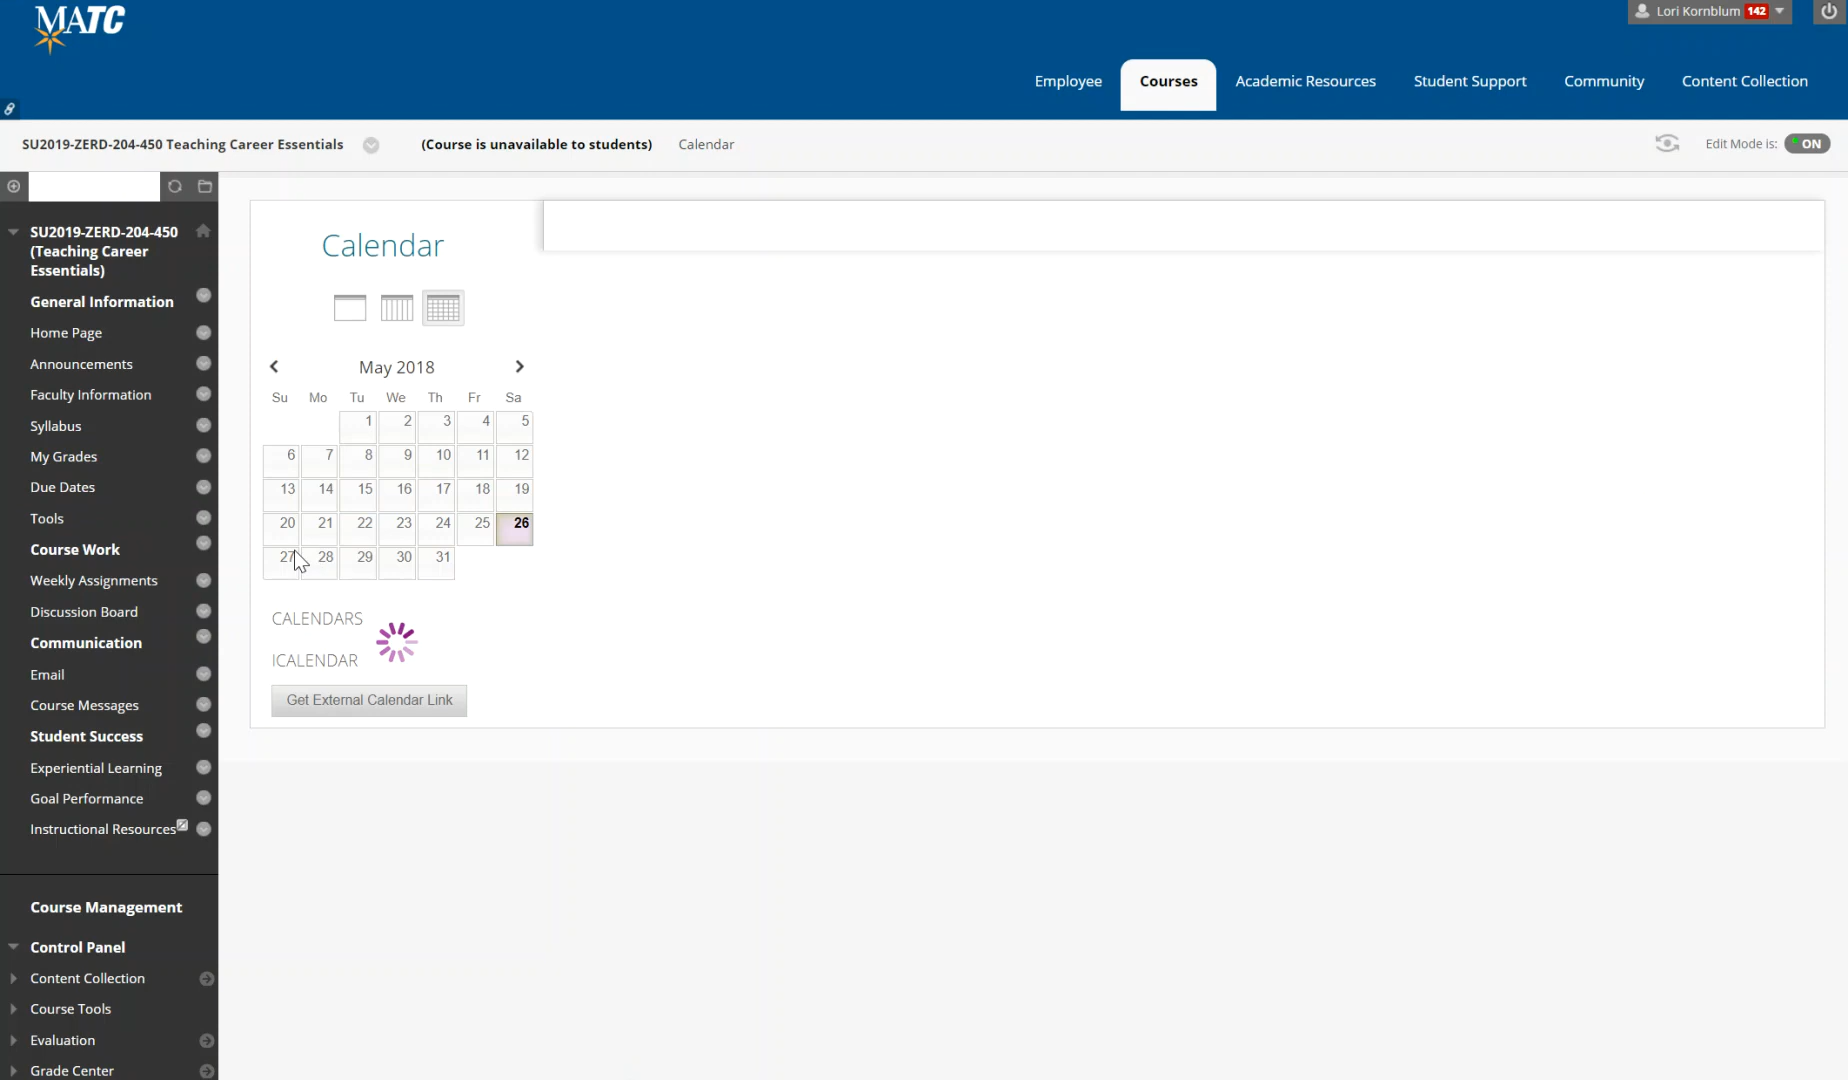 MATC
Lori Kornblum 142
Employee Courses Academic Resources Student Support Community Content Collection
SU2019-ZERD-204-450 Teaching Career Essentials (Course is unavailable to students) Calendar Edit Mode is: ON
SU2019-ZERD-204-450
(Teaching Career
Essentials)
General Information
Home Page
Announcements
Faculty Information
Syllabus
My Grades
Due Dates
Tools
Course Work
Weekly Assignments
Discussion Board
Communication
Email
Course Messages
Student Success
Experiential Learning
Goal Performance
Instructional Resources
Course Management
Control Panel
Content Collection
Course Tools
Evaluation
Grade Center
Calendar
May 2018
Su Mo Tu We Th Fr Sa
1 2 3 4 5
6 7 8 9 10 11 12
13 14 15 16 17 18 19
20 21 22 23 24 25 26
27 28 29 30 31
CALENDARS
ICALENDAR
Get External Calendar Link